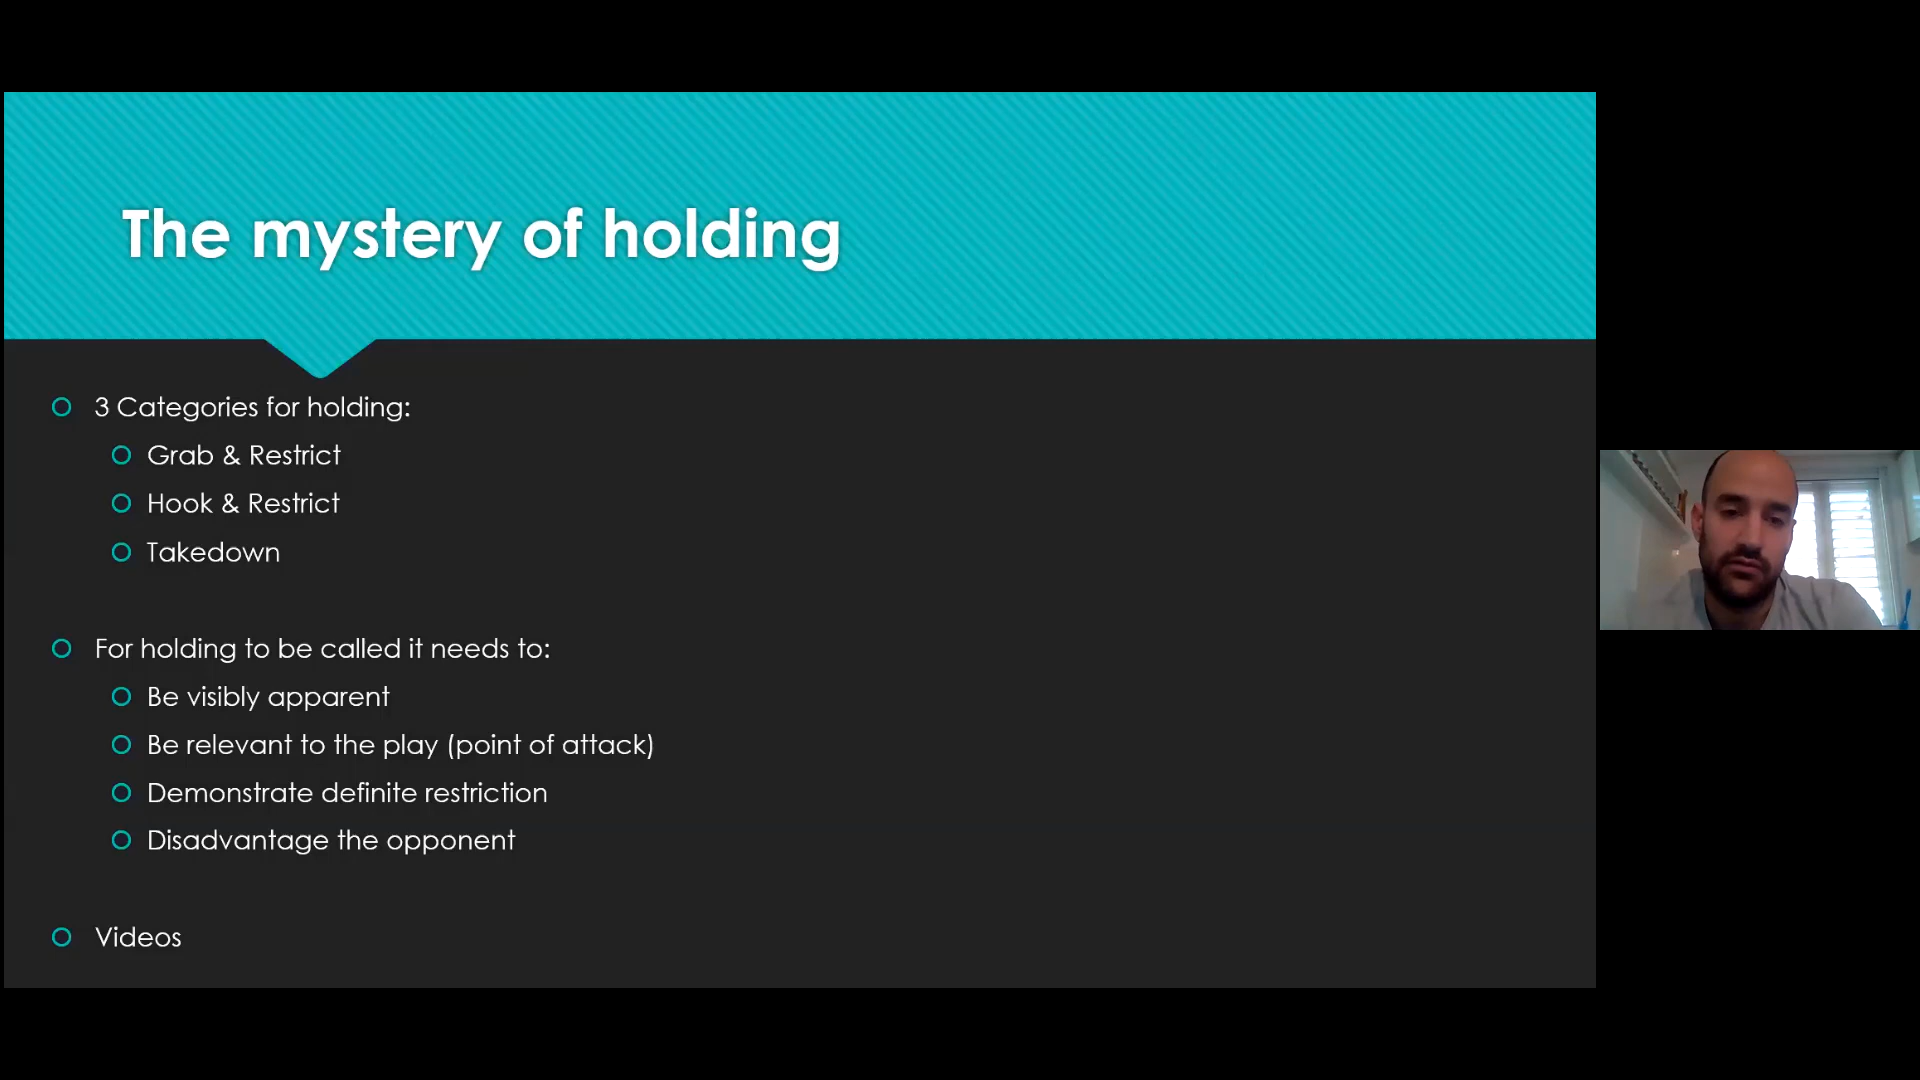 The mystery of holding
3 Categories for holding:
Grab & Restrict
Hook & Restrict
Takedown
For holding to be called it needs to:
Be visibly apparent
Be relevant to the play (point of attack)
Demonstrate definite restriction
Disadvantage the opponent
Videos